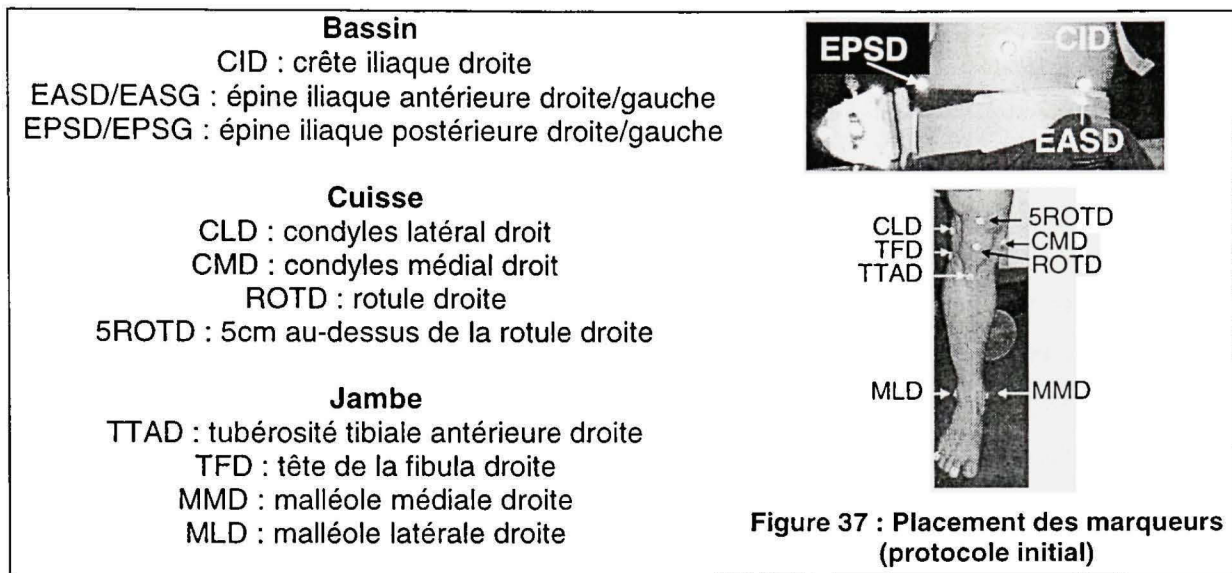 Bassin
CID : crête iliaque droite
EASD/EASG : épine iliaque antérieure droite/gauche
EPSD/EPSG : épine iliaque postérieure droite/gauche
Cuisse
CLD : condyles latéral droit
CMD : condyles médial droit
ROTD : rotule droite
5ROTD : 5cm au-dessus de la rotule droite
Jambe
TTAD : tubérosité tibiale antérieure droite
TFD : tête de la fibula droite
MMD : malléole médiale droite
MLD : malléole latérale droite
EPSD
CID
EASD
CLD
5ROTD
TFD
CMD
TTAD
ROTD
MLD
MMD
Figure 37 : Placement des marqueurs
(protocole initial)